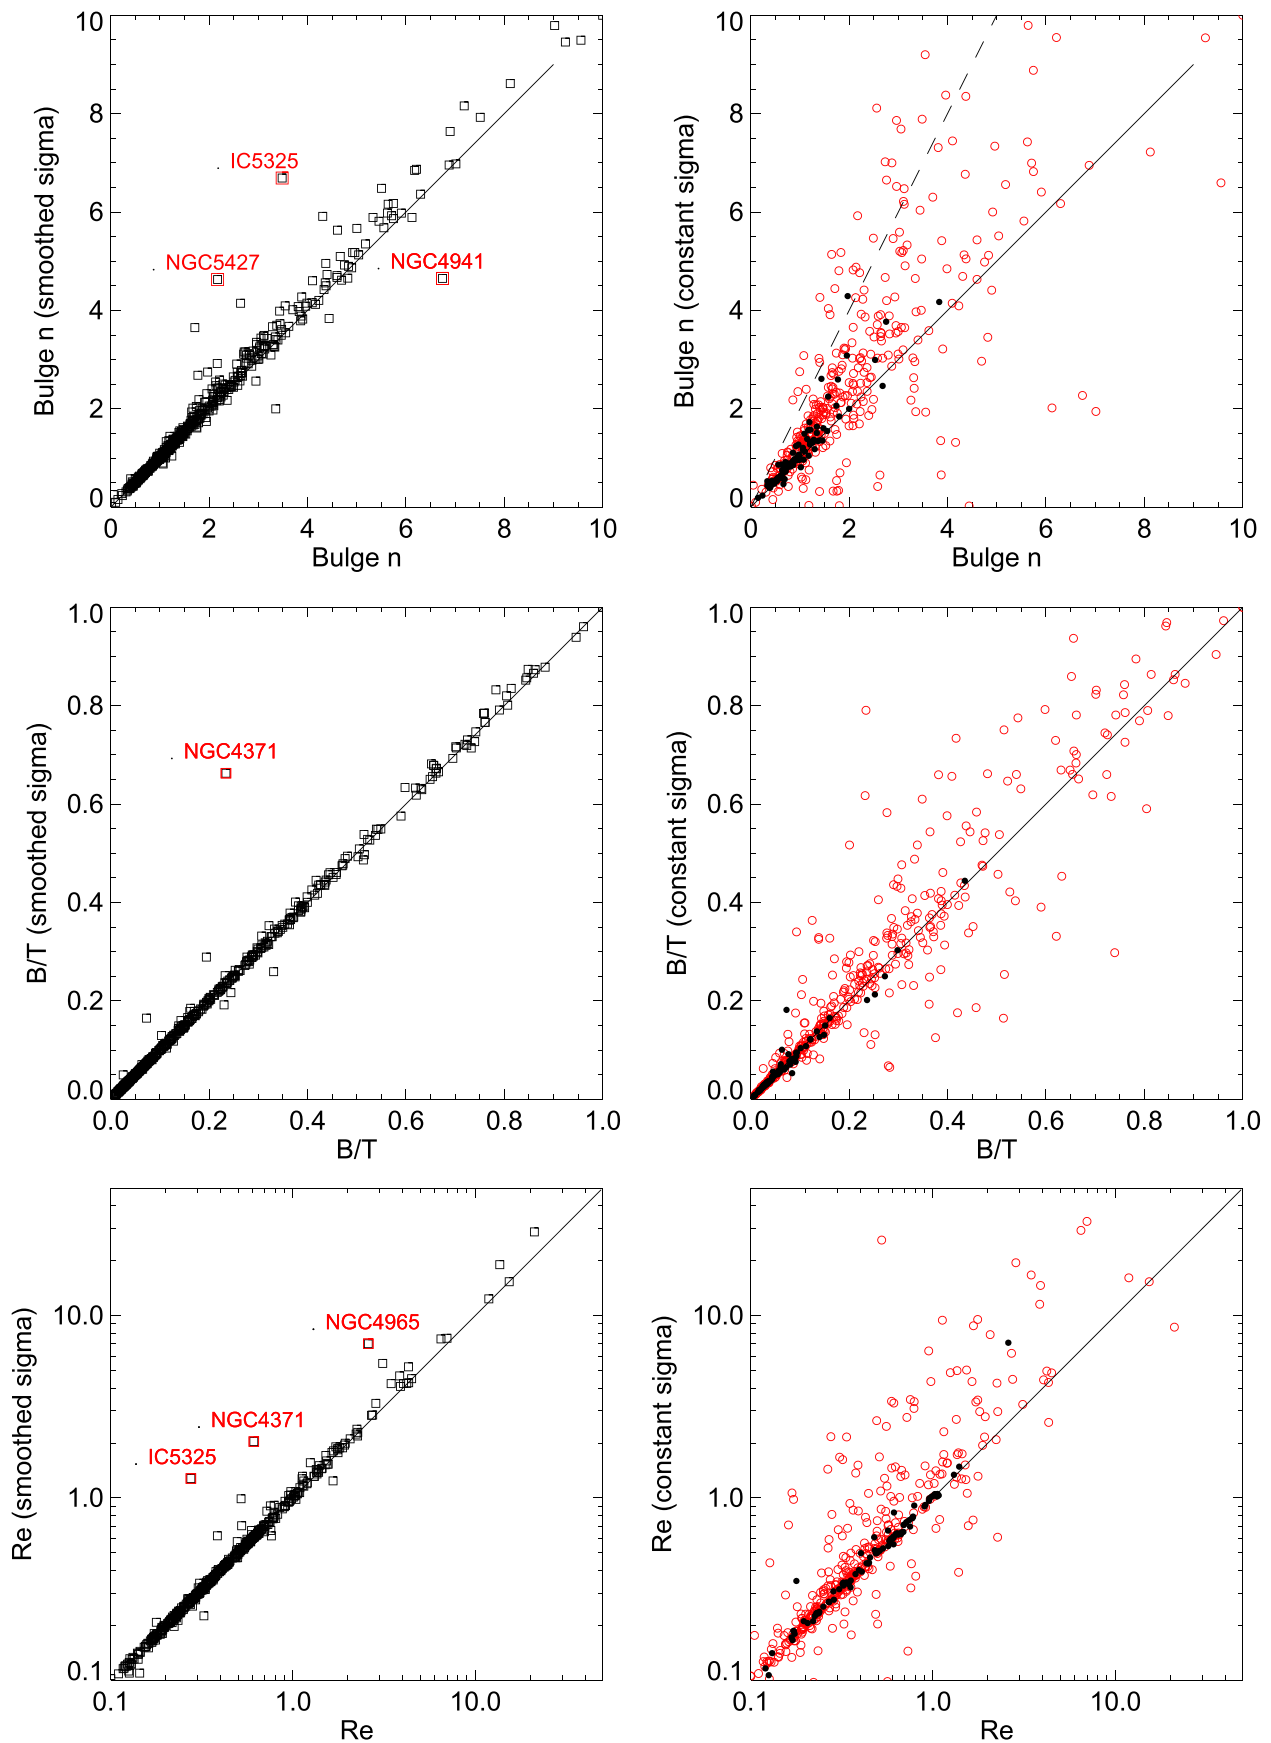 10
8
6
4
2
0
Bulge n (smoothed sigma)
IC5325
NGC5427
NGC4941
0 2 4 6 8 10
Bulge n
10
8
6
4
2
0
Bulge n (constant sigma)
0 2 4 6 8 10
Bulge n
1.0
0.8
0.6
0.4
0.2
0.0
B/T (smoothed sigma)
NGC4371
0.0 0.2 0.4 0.6 0.8 1.0
B/T
1.0
0.8
0.6
0.4
0.2
0.0
B/T (constant sigma)
0.0 0.2 0.4 0.6 0.8 1.0
B/T
10.0
1.0
0.1
Re (smoothed sigma)
NGC4965
NGC4371
IC5325
0.1 1.0 10.0
Re
10.0
1.0
0.1
Re (constant sigma)
0.1 1.0 10.0
Re